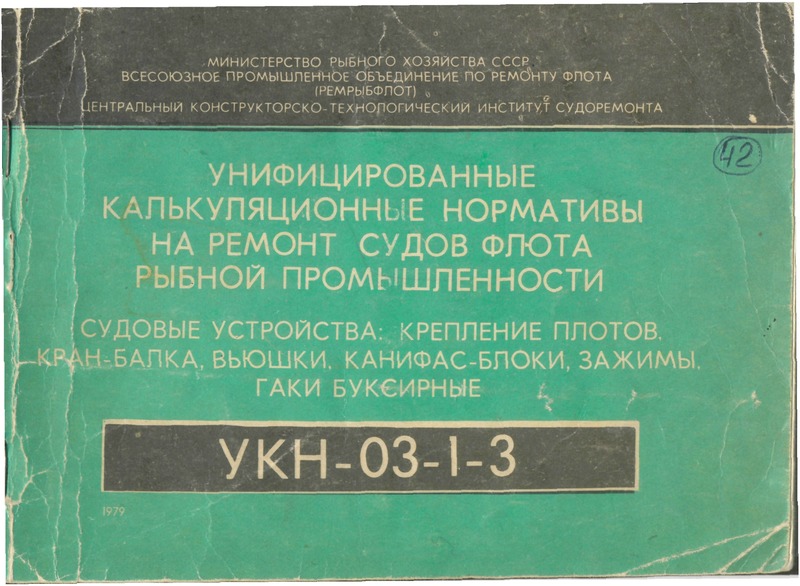 МИНИСТЕРСТВО РЫБНОГО ХОЗЯЙСТВА СССР
ВСЕСОЮЗНОЕ ПРОМЫШЛЕННОЕ ОБЪЕДИНЕНИЕ ПО РЕМОНТУ ФЛОТА
(РЕМРЫБФЛОТ)
ЦЕНТРАЛЬНЫЙ КОНСТРУКТОРСКО-ТЕХНОЛОГИЧЕСКИЙ ИНСТИТУТ СУДОРЕМОНТА
42
УНИФИЦИРОВАННЫЕ
КАЛЬКУЛЯЦИОННЫЕ НОРМАТИВЫ
НА РЕМОНТ СУДОВ ФЛЮТА
РЫБНОЙ ПРОМЫШЛЕННОСТИ
СУДОВЫЕ УСТРОЙСТВА: КРЕПЛЕНИЕ ПЛОТОВ,
КРАН-БАЛКА, ВЬЮШКИ, КАНИФАС-БЛОКИ, ЗАЖИМЫ,
ГАКИ БУКСИРНЫЕ
УКН-03-1-3
1979